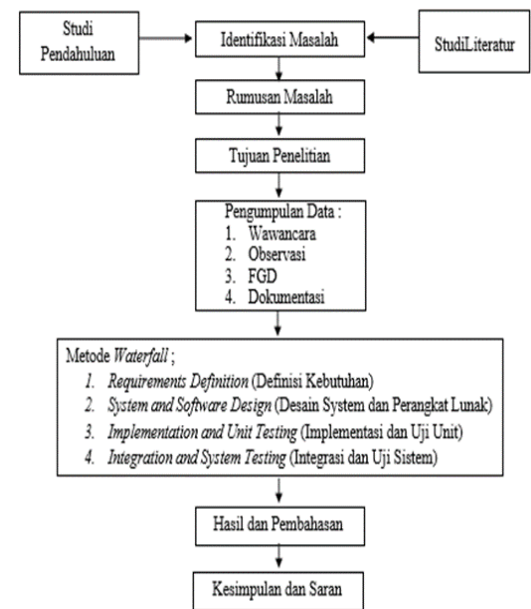 Studi
Pendahuluan
Identifikasi Masalah
StudiLiteratur
Rumusan Masalah
Tujuan Penelitian
Pengumpulan Data :
1. Wawancara
2. Observasi
3. FGD
4. Dokumentasi
Metode Waterfall ;
1. Requirements Definition (Definisi Kebutuhan)
2. System and Software Design (Desain System dan Perangkat Lunak)
3. Implementation and Unit Testing (Implementasi dan Uji Unit)
4. Integration and System Testing (Integrasi dan Uji Sistem)
Hasil dan Pembahasan
Kesimpulan dan Saran